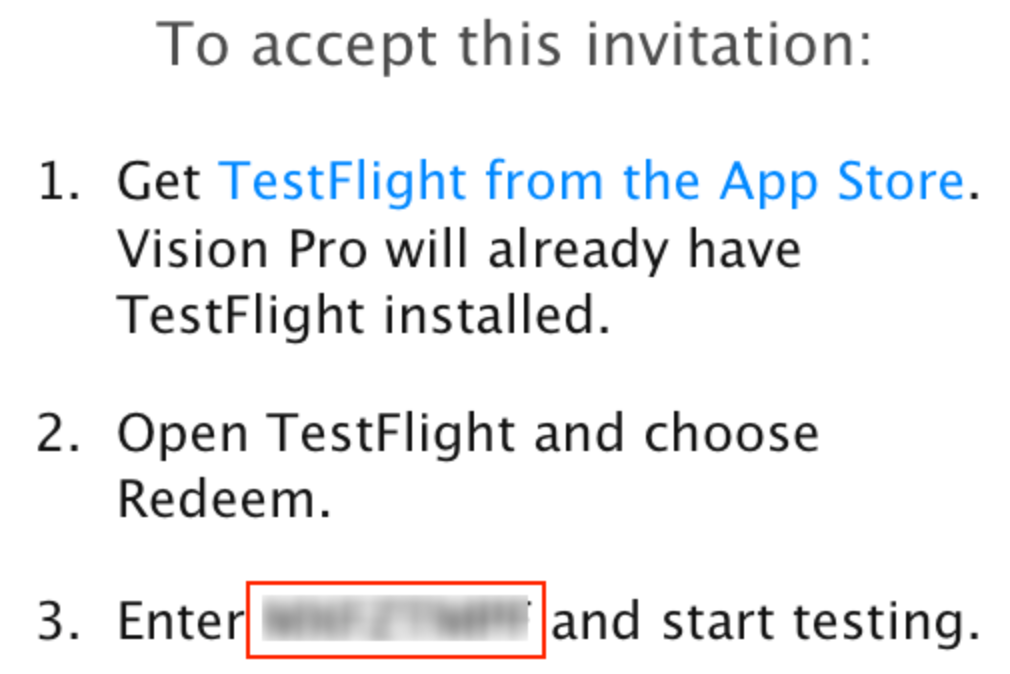 To accept this invitation:
1. Get TestFlight from the App Store.
Vision Pro will already have
TestFlight installed.
2. Open TestFlight and choose
Redeem.
3. Enter and start testing.